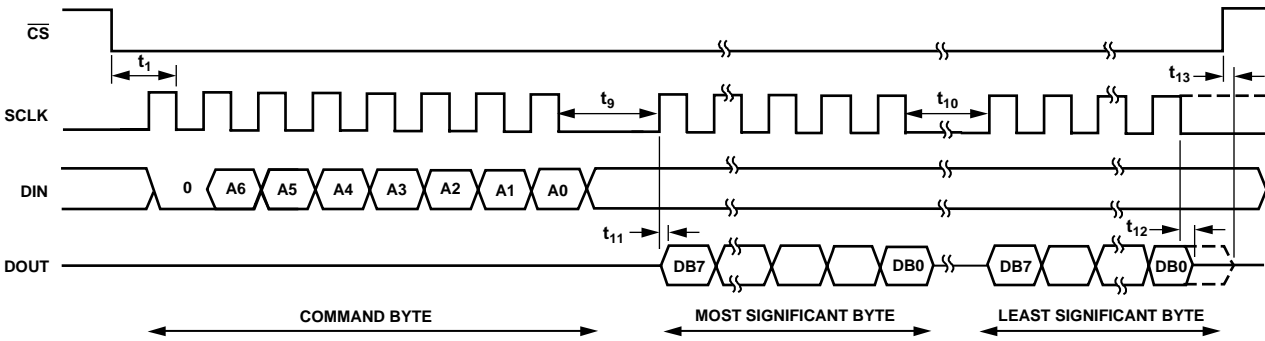 CS
t1
t13
SCLK
t9
t10
DIN
0 A6 A5 A4 A3 A2 A1 A0
t11
t12
DOUT
DB7 DB0 DB7 DB0
COMMAND BYTE MOST SIGNIFICANT BYTE LEAST SIGNIFICANT BYTE